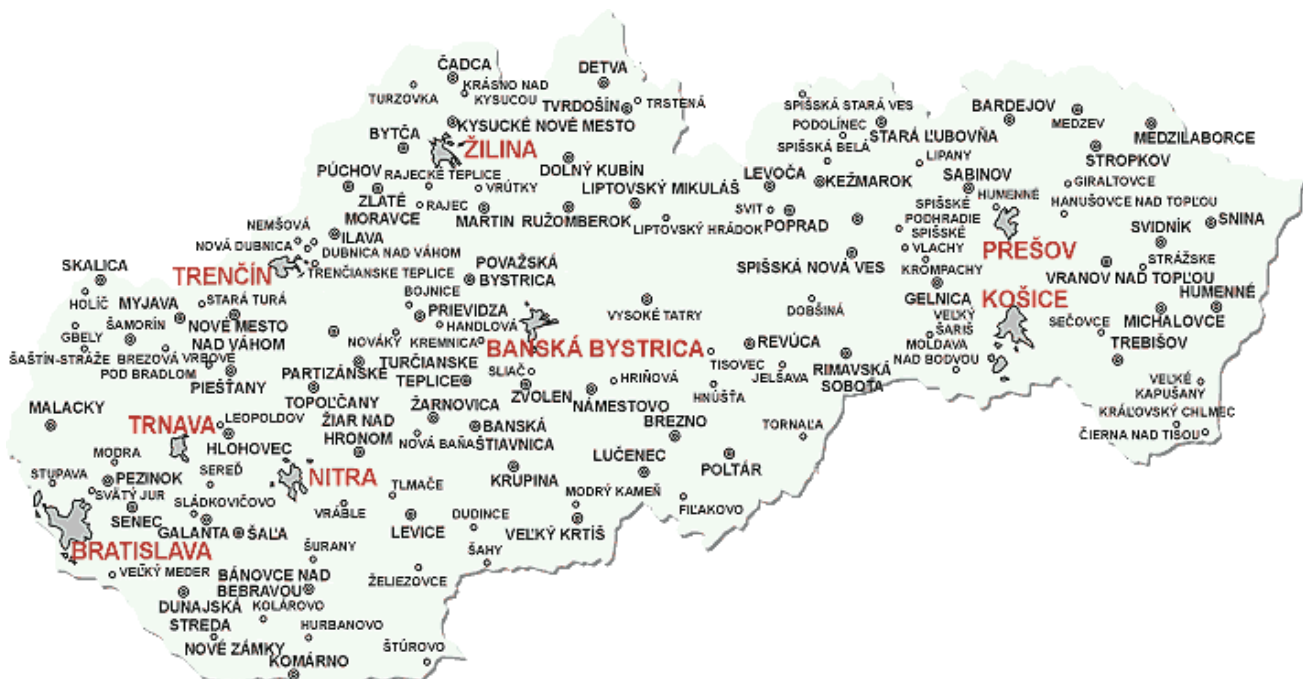 ČADCA
DETVA
KRÁSNO NAD
KYSUCOU
TURZOVKA
TVRDOŠÍN
TRSTENÁ
SPIŠSKÁ STARÁ VES
BARDEJOV
MEDZEV
MEDZILABORCE
BYTČA
KYSUCKÉ NOVÉ MESTO
PODOLÍNEC
STARÁ ĽUBOVŇA
ŽILINA
SPIŠSKÁ BELÁ
LIPANY
STROPKOV
PÚCHOV
RAJECKÉ TEPLICE
DOLNÝ KUBÍN
LEVOČA
KEŽMAROK
SABINOV
GIRALTOVCE
ZLATÉ
MORAVCE
VRÚTKY
LIPTOVSKÝ MIKULÁŠ
HUMENNÉ
HANUŠOVCE NAD TOPĽOU
RAJEC
MARTIN
RUŽOMBEROK
LIPTOVSKÝ HRÁDOK
SVIT
POPRAD
SPIŠSKÉ
PODHRADIE
SNINA
NEMŠOVÁ
ILAVA
SPIŠSKÉ
VLACHY
PREŠOV
SVIDNÍK
NOVÁ DUBNICA
DUBNICA NAD VÁHOM
SKALICA
TRENČÍN
TRENČIANSKE TEPLICE
POVAŽSKÁ
BYSTRICA
SPIŠSKÁ NOVÁ VES
KROMPACHY
STRÁŽSKE
VRANOV NAD TOPĽOU
HOLÍČ
MYJAVA
STARÁ TURÁ
BOJNICE
GELNICA
KOŠICE
HUMENNÉ
GBELY
ŠAMORÍN
NOVÉ MESTO
NAD VÁHOM
PRIEVIDZA
HANDLOVÁ
VYSOKÉ TATRY
DOBŠINÁ
VEĽKÝ
ŠARIŠ
SEČOVCE
MICHALOVCE
ŠAŠTÍN-STRÁŽE
BREZOVÁ
POD BRADLOM
VRBOVÉ
NOVÁKY
KREMNICA
BANSKÁ BYSTRICA
REVÚCA
MOLDAVA
NAD BODVOU
TREBIŠOV
PIEŠŤANY
PARTIZÁNSKE
TURČIANSKE
TEPLICE
SLIAČ
TISOVEC
JELŠAVA
RIMAVSKÁ
SOBOTA
HRIŇOVÁ
ZVOLEN
NÁMESTOVO
HNÚŠŤA
VEĽKÉ
KAPUŠANY
MALACKY
TRNAVA
LEOPOLDOV
TOPOĽČANY
ŽARNOVICA
BREZNO
TORNAĽA
KRÁĽOVSKÝ CHLMEC
ČIERNA NAD TISOU
HLOHOVEC
ŽIAR NAD
HRONOM
NOVÁ BAŇA
BANSKÁ
ŠTIAVNICA
MODRA
LUČENEC
POLTÁR
STUPAVA
PEZINOK
SEREĎ
NITRA
KRUPINA
SVÄTÝ JUR
SLÁDKOVIČOVO
TLMAČE
MODRÝ KAMEŇ
FIĽAKOVO
SENEC
VRÁBLE
GALANTA
ŠAĽA
LEVICE
DUDINCE
VEĽKÝ KRTÍŠ
BRATISLAVA
ŠURANY
ŠAHY
VEĽKÝ MEDER
BÁNOVCE NAD
BEBRAVOU
ŽELIEZOVCE
DUNAJSKÁ
STREDA
KOLÁROVO
HURBANOVO
NOVÉ ZÁMKY
KOMÁRNO
ŠTÚROVO